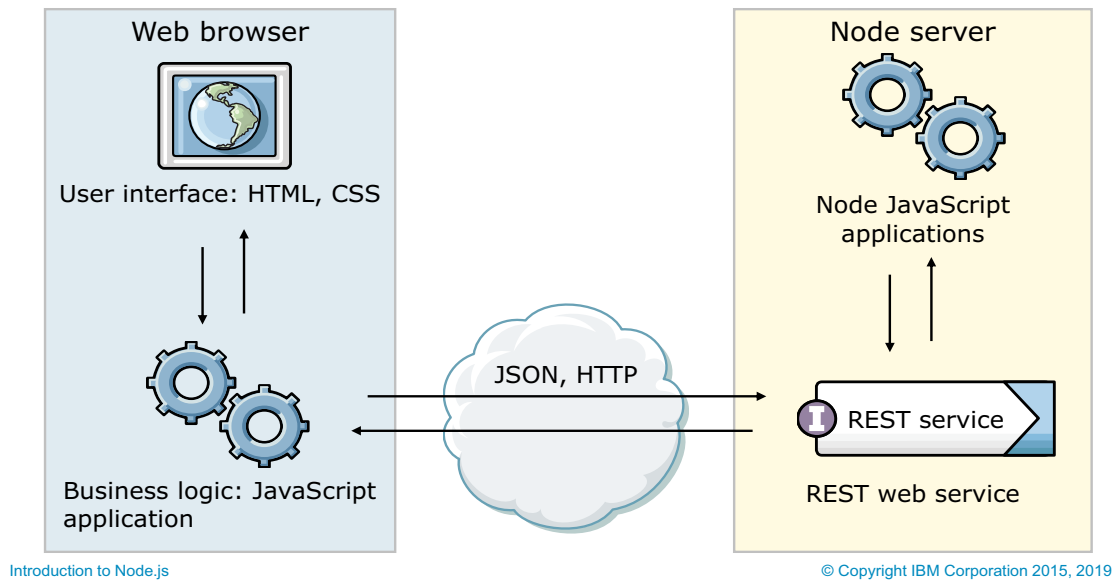 Web browser
User interface: HTML, CSS
Business logic: JavaScript
application
JSON, HTTP
Node server
Node JavaScript
applications
I
REST service
REST web service
Introduction to Node.js
© Copyright IBM Corporation 2015, 2019